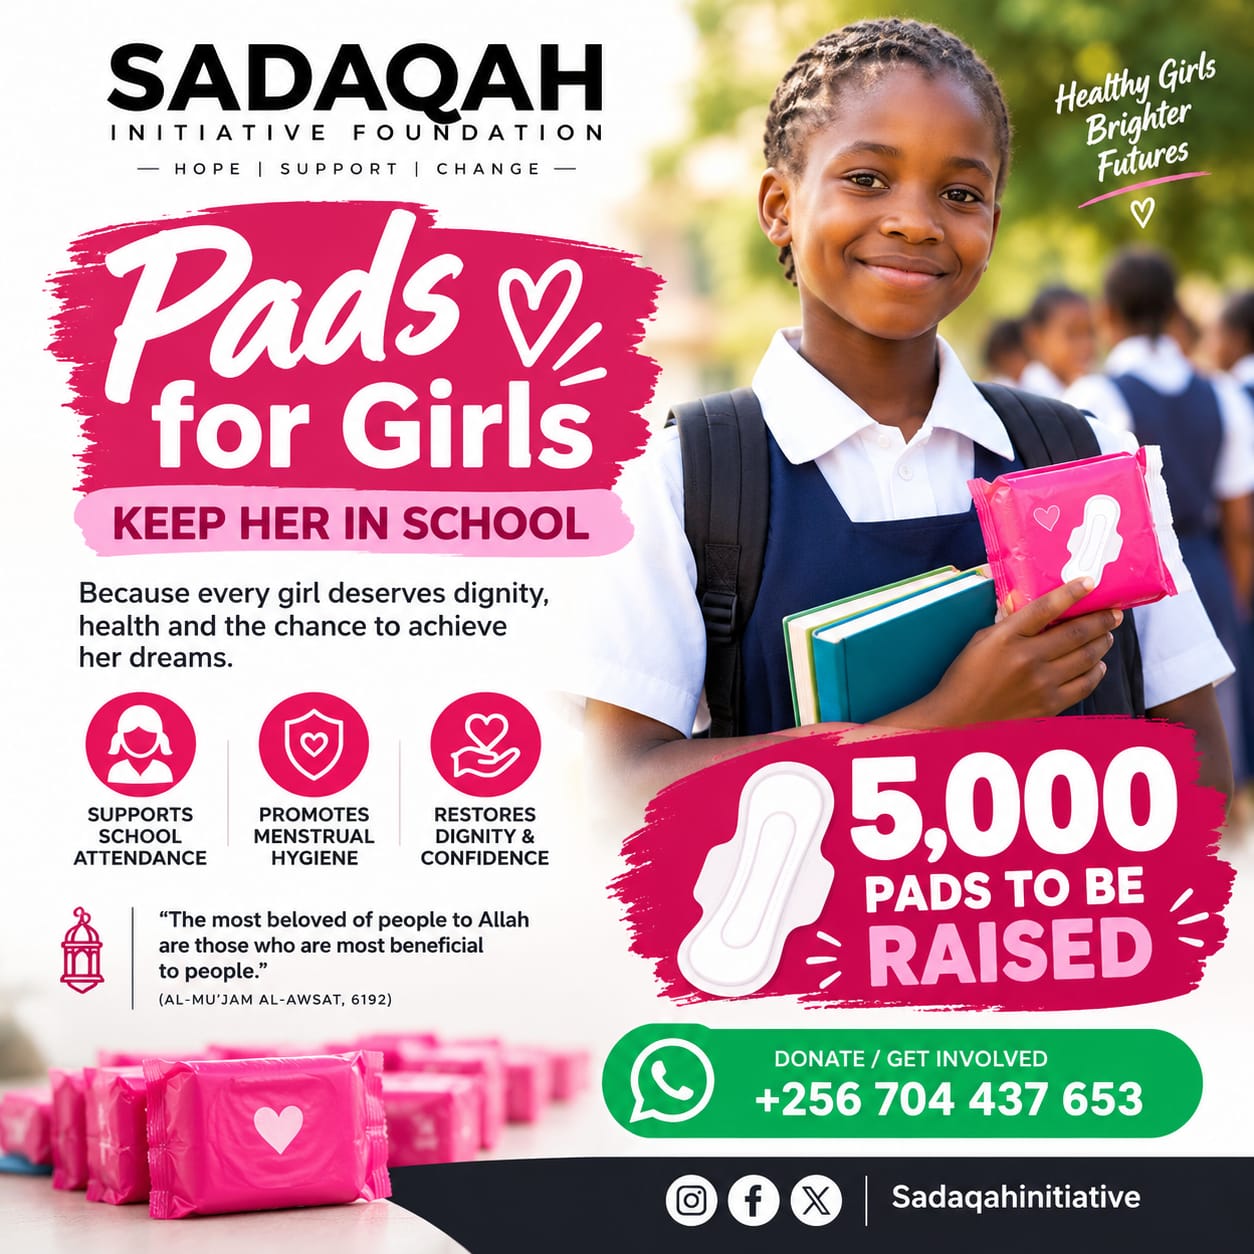 SADAQAH
INITIATIVE FOUNDATION
— HOPE | SUPPORT | CHANGE —
Healthy Girls
Brighter
Futures
Pads
for Girls
KEEP HER IN SCHOOL
Because every girl deserves dignity,
health and the chance to achieve
her dreams.
SUPPORTS
SCHOOL
ATTENDANCE
PROMOTES
MENSTRUAL
HYGIENE
RESTORES
DIGNITY &
CONFIDENCE
“The most beloved of people to Allah
are those who are most beneficial
to people.”
(AL-MU’JAM AL-AWSAT, 6192)
5,000
PADS TO BE
RAISED
DONATE / GET INVOLVED
+256 704 437 653
Sadaqahinitiative